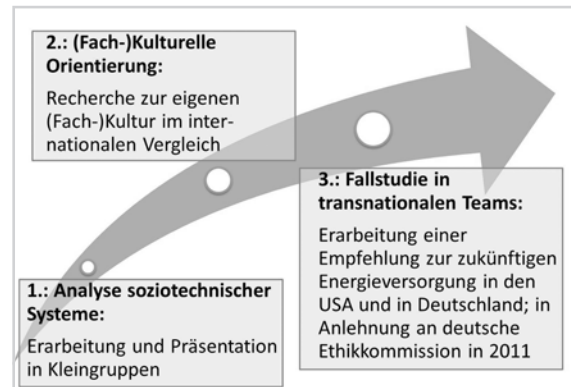 1.: Analyse soziotechnischer
Systeme:
Erarbeitung und Präsentation
in Kleingruppen
2.: (Fach-)Kulturelle
Orientierung:
Recherche zur eigenen
(Fach-)Kultur im inter-
nationalen Vergleich
3.: Fallstudie in
transnationalen Teams:
Erarbeitung einer
Empfehlung zur zukünftigen
Energieversorgung in den
USA und in Deutschland; in
Anlehnung an deutsche
Ethikkommission in 2011